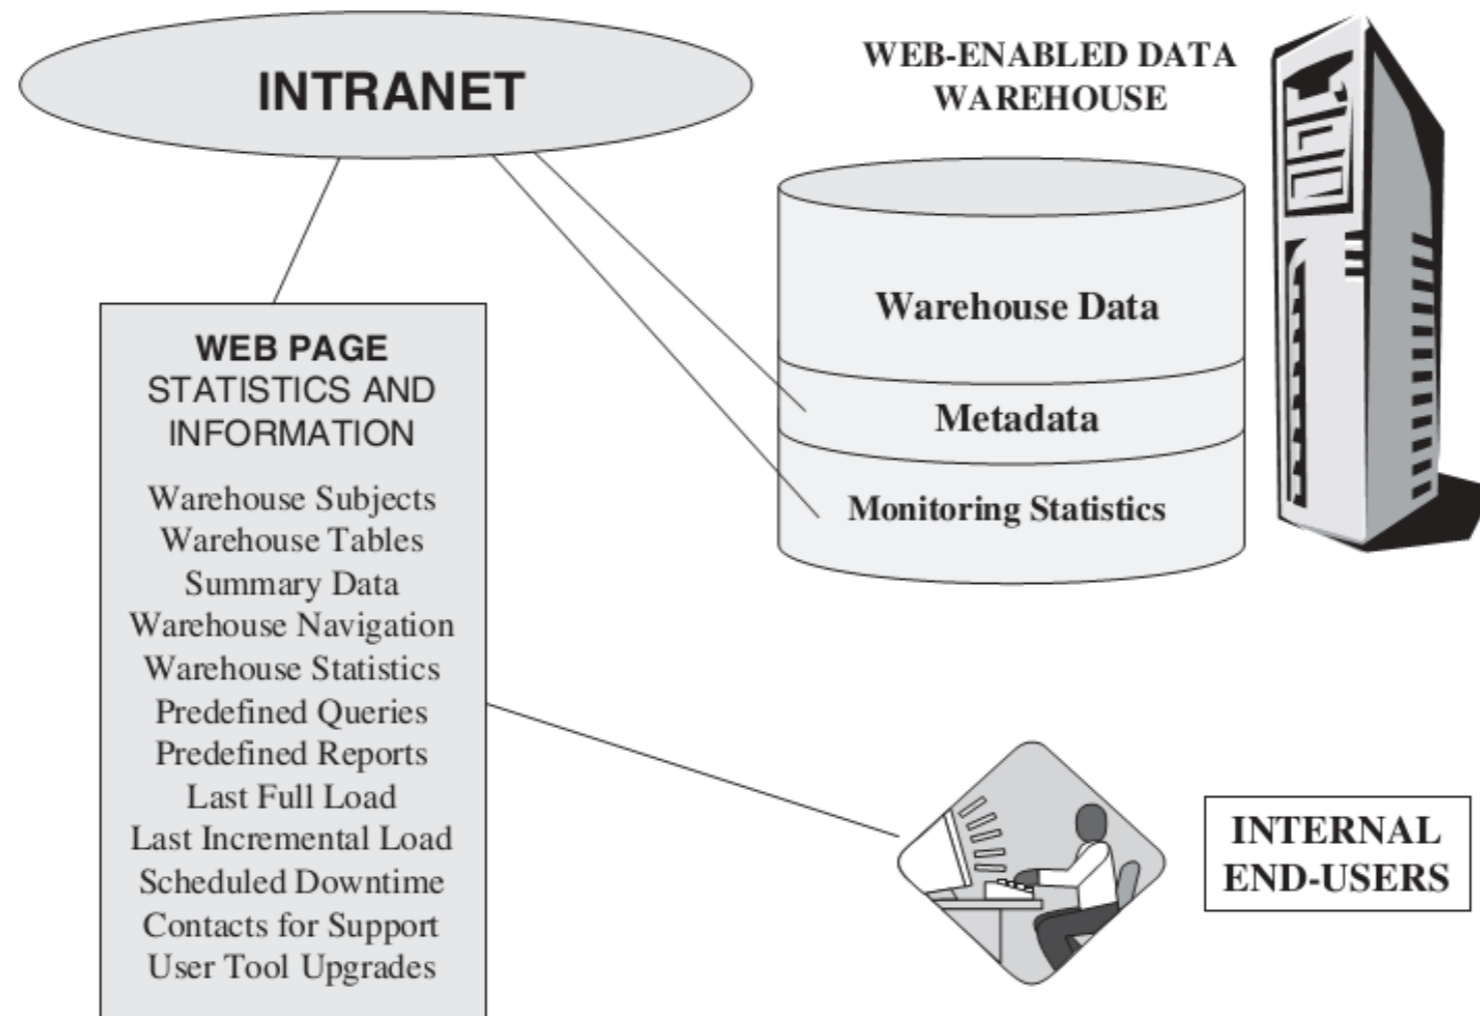 INTRANET
WEB-ENABLED DATA
WAREHOUSE
Warehouse Data
Metadata
Monitoring Statistics
WEB PAGE
STATISTICS AND
INFORMATION
Warehouse Subjects
Warehouse Tables
Summary Data
Warehouse Navigation
Warehouse Statistics
Predefined Queries
Predefined Reports
Last Full Load
Last Incremental Load
Scheduled Downtime
Contacts for Support
User Tool Upgrades
INTERNAL
END-USERS